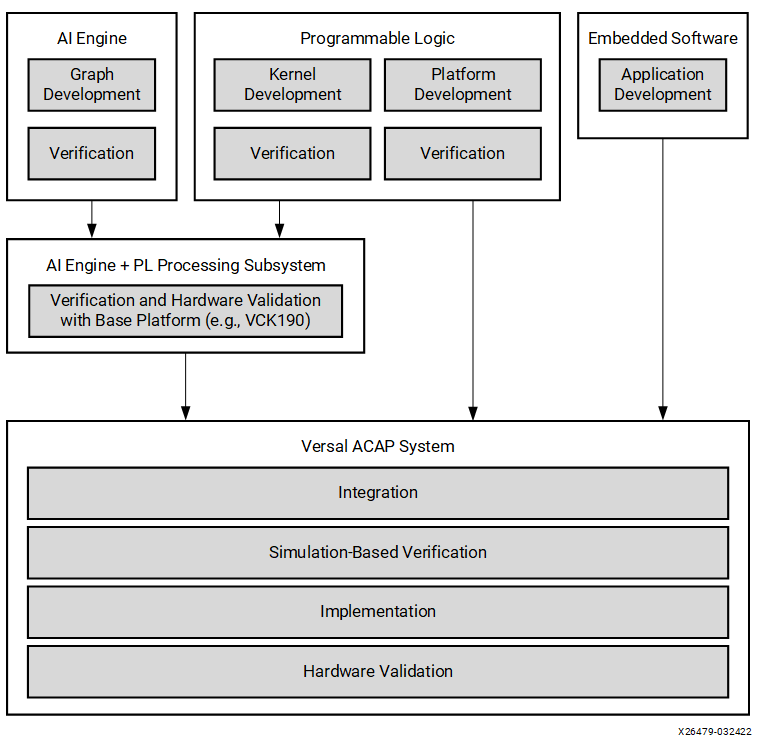 AI Engine
Graph
Development
Verification
Programmable Logic
Kernel
Development
Platform
Development
Verification
Verification
Embedded Software
Application
Development
AI Engine + PL Processing Subsystem
Verification and Hardware Validation
with Base Platform (e.g., VCK190)
Versal ACAP System
Integration
Simulation-Based Verification
Implementation
Hardware Validation
X26479-032422